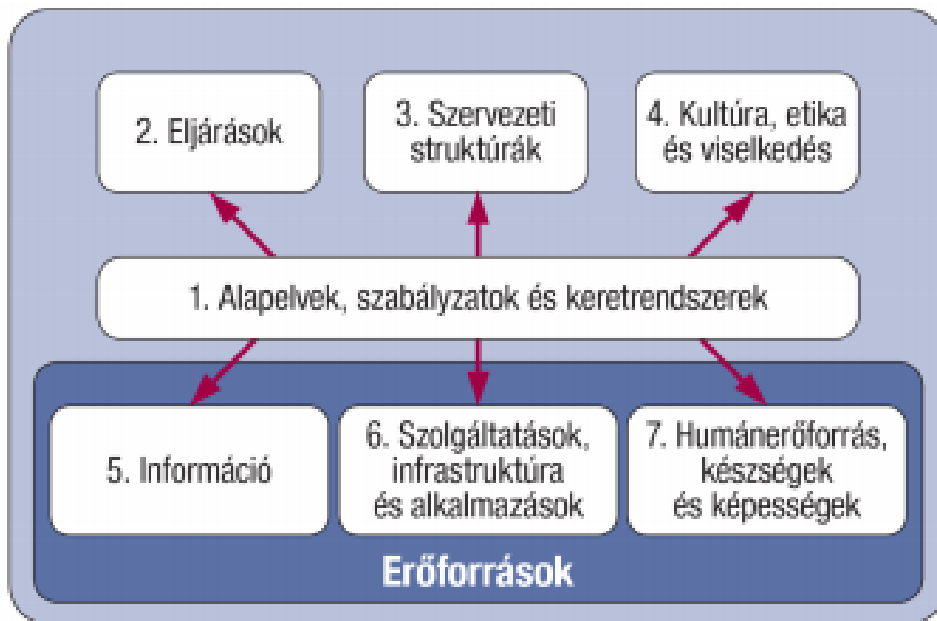 2. Eljárások
3. Szervezeti
struktúrák
4. Kultúra, etika
és viselkedés
1. Alapelvek, szabályzatok és keretrendszerek
5. Információ
6. Szolgáltatások,
infrastruktúra
és alkalmazások
7. Humánerőforrás,
készségek
és képességek
Erőforrások